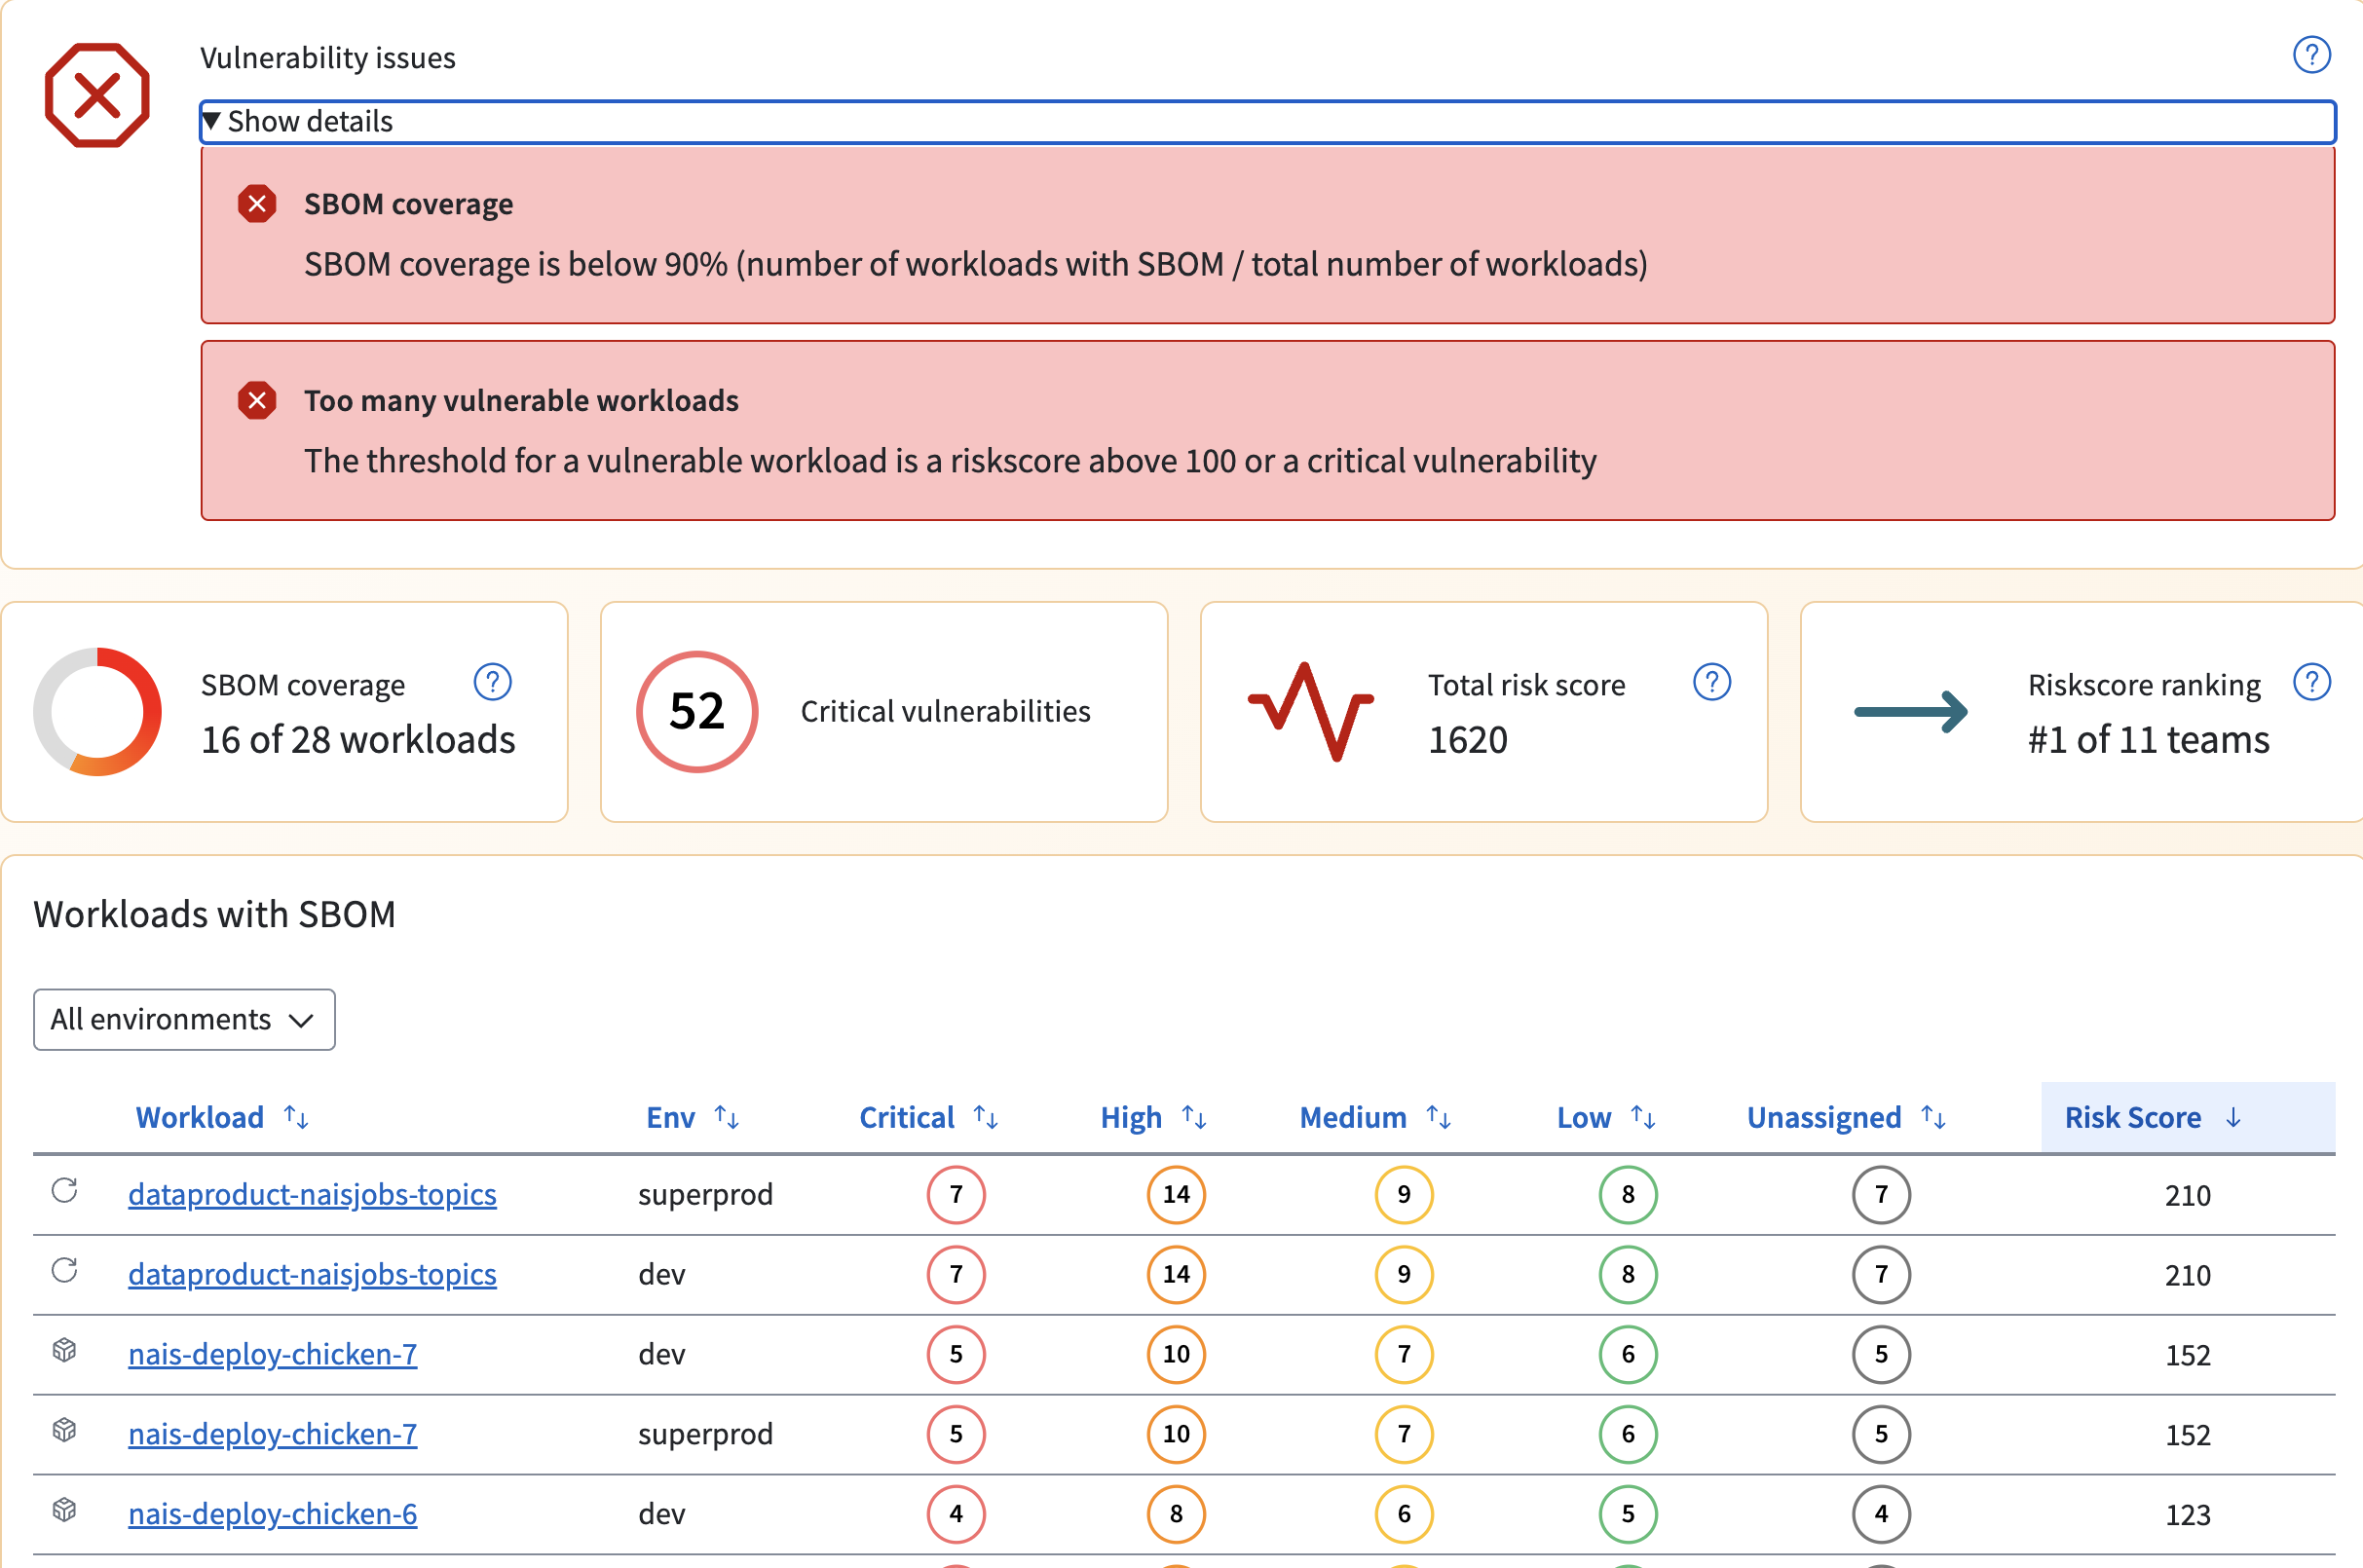 Vulnerability issues
?
▼ Show details
SBOM coverage
SBOM coverage is below 90% (number of workloads with SBOM / total number of workloads)
Too many vulnerable workloads
The threshold for a vulnerable workload is a riskscore above 100 or a critical vulnerability
SBOM coverage ?
16 of 28 workloads
52 Critical vulnerabilities
Total risk score ?
1620
Riskscore ranking ?
#1 of 11 teams
Workloads with SBOM
All environments
Workload Env Critical High Medium Low Unassigned Risk Score
dataproduct-naisjobs-topics superprod 7 14 9 8 7 210
dataproduct-naisjobs-topics dev 7 14 9 8 7 210
nais-deploy-chicken-7 dev 5 10 7 6 5 152
nais-deploy-chicken-7 superprod 5 10 7 6 5 152
nais-deploy-chicken-6 dev 4 8 6 5 4 123